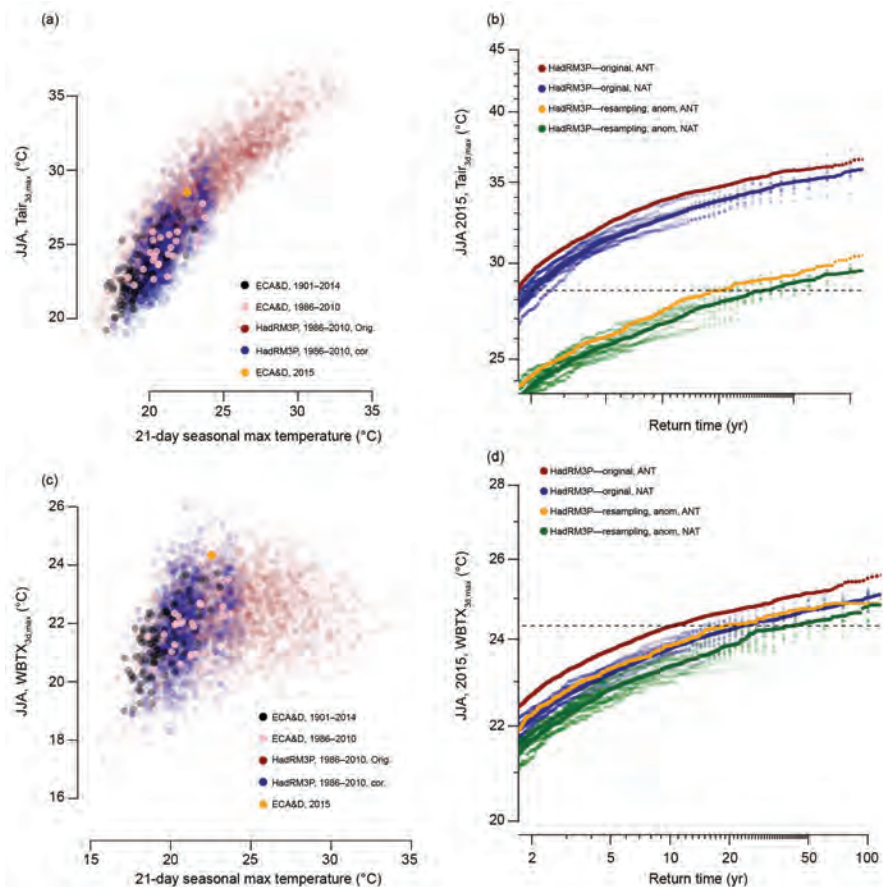 (a)
JJA, Tair3d,max (°C)
35
30
25
20
ECA&D, 1901–2014
ECA&D, 1986–2010
HadRM3P, 1986–2010, Orig.
HadRM3P, 1986–2010, cor.
ECA&D, 2015
20 25 30 35
21-day seasonal max temperature (°C)
(b)
JJA 2015, Tair3d,max (°C)
45
40
35
30
25
HadRM3P—original, ANT
HadRM3P—orginal, NAT
HadRM3P—resampling, anom, ANT
HadRM3P—resampling, anom, NAT
Return time (yr)
(c)
JJA, WBTX3d,max (°C)
26
24
22
20
18
16
ECA&D, 1901–2014
ECA&D, 1986–2010
HadRM3P, 1986–2010, Orig.
HadRM3P, 1986–2010, cor.
ECA&D, 2015
15 20 25 30 35
21-day seasonal max temperature (°C)
(d)
JJA, 2015, WBTX3d,max (°C)
28
26
24
22
20
HadRM3P—original, ANT
HadRM3P—orginal, NAT
HadRM3P—resampling, anom, ANT
HadRM3P—resampling, anom, NAT
2 5 10 20 50 100
Return time (yr)